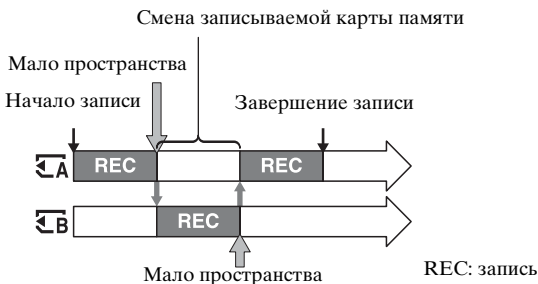 Смена записываемой карты памяти
Мало пространства
Начало записи
Завершение записи
A REC REC
B REC
Мало пространства
REC: запись